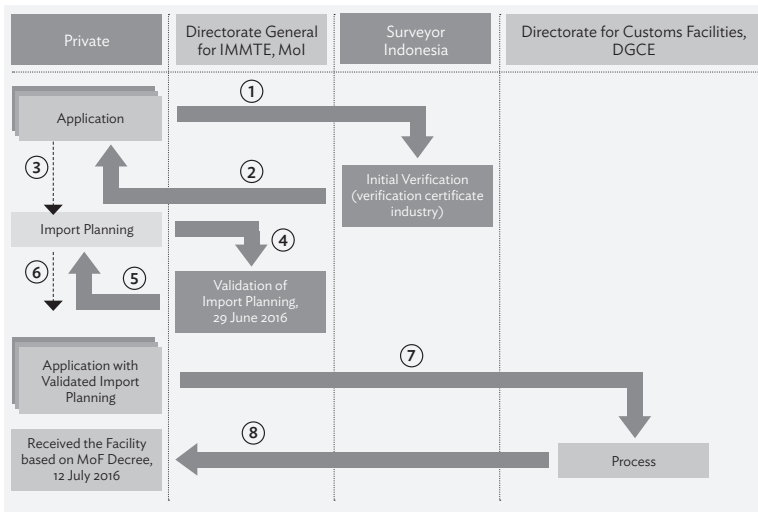 Private
Directorate General
for IMMTE, MoI
Surveyor
Indonesia
Directorate for Customs Facilities,
DGCE
1
Application
3
2
Initial Verification
(verification certificate
industry)
Import Planning
4
6
5
Validation of
Import Planning,
29 June 2016
7
Application with
Validated Import
Planning
8
Received the Facility
based on MoF Decree,
12 July 2016
Process